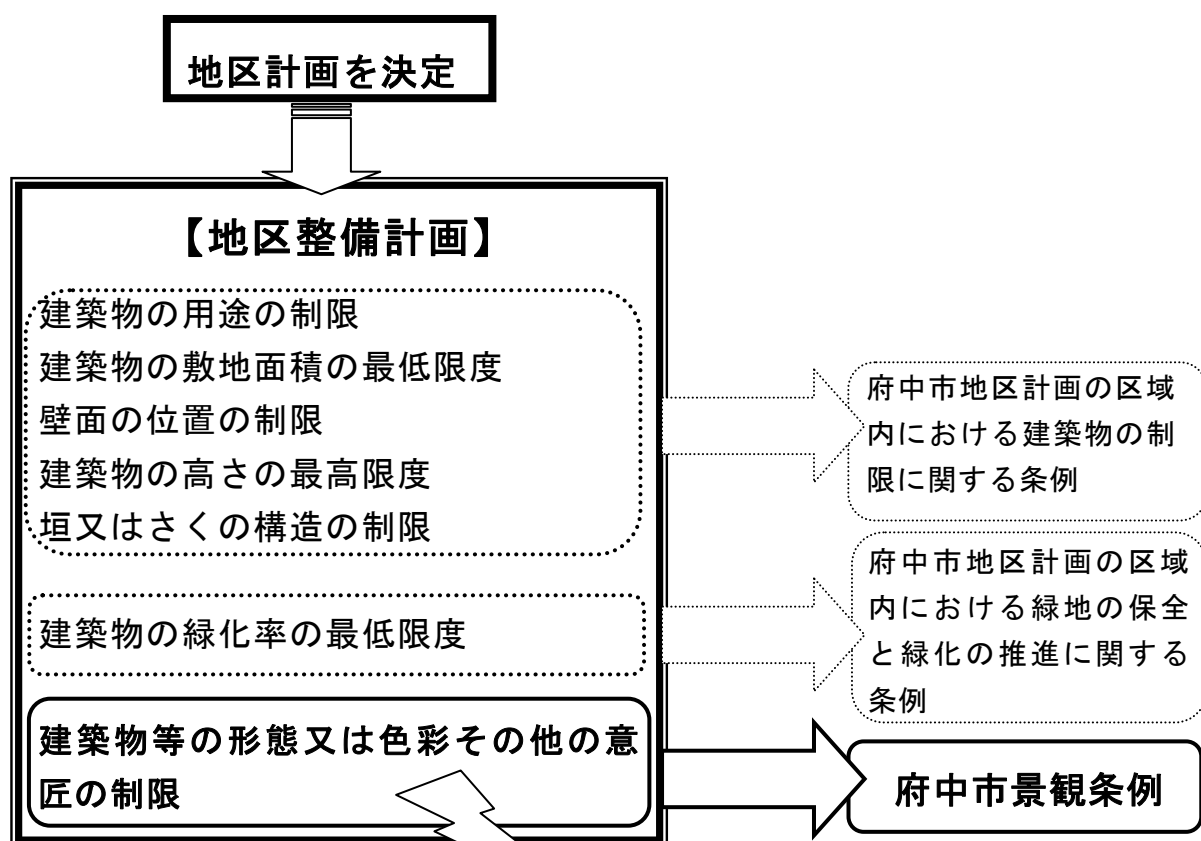 地区計画を決定
【地区整備計画】
建築物の用途の制限
建築物の敷地面積の最低限度
壁面の位置の制限
建築物の高さの最高限度
垣又はさくの構造の制限
建築物の緑化率の最低限度
建築物等の形態又は色彩その他の意
匠の制限
府中市地区計画の区域
内における建築物の制
限に関する条例
府中市地区計画の区域
内における緑地の保全
と緑化の推進に関する
条例
府中市景観条例